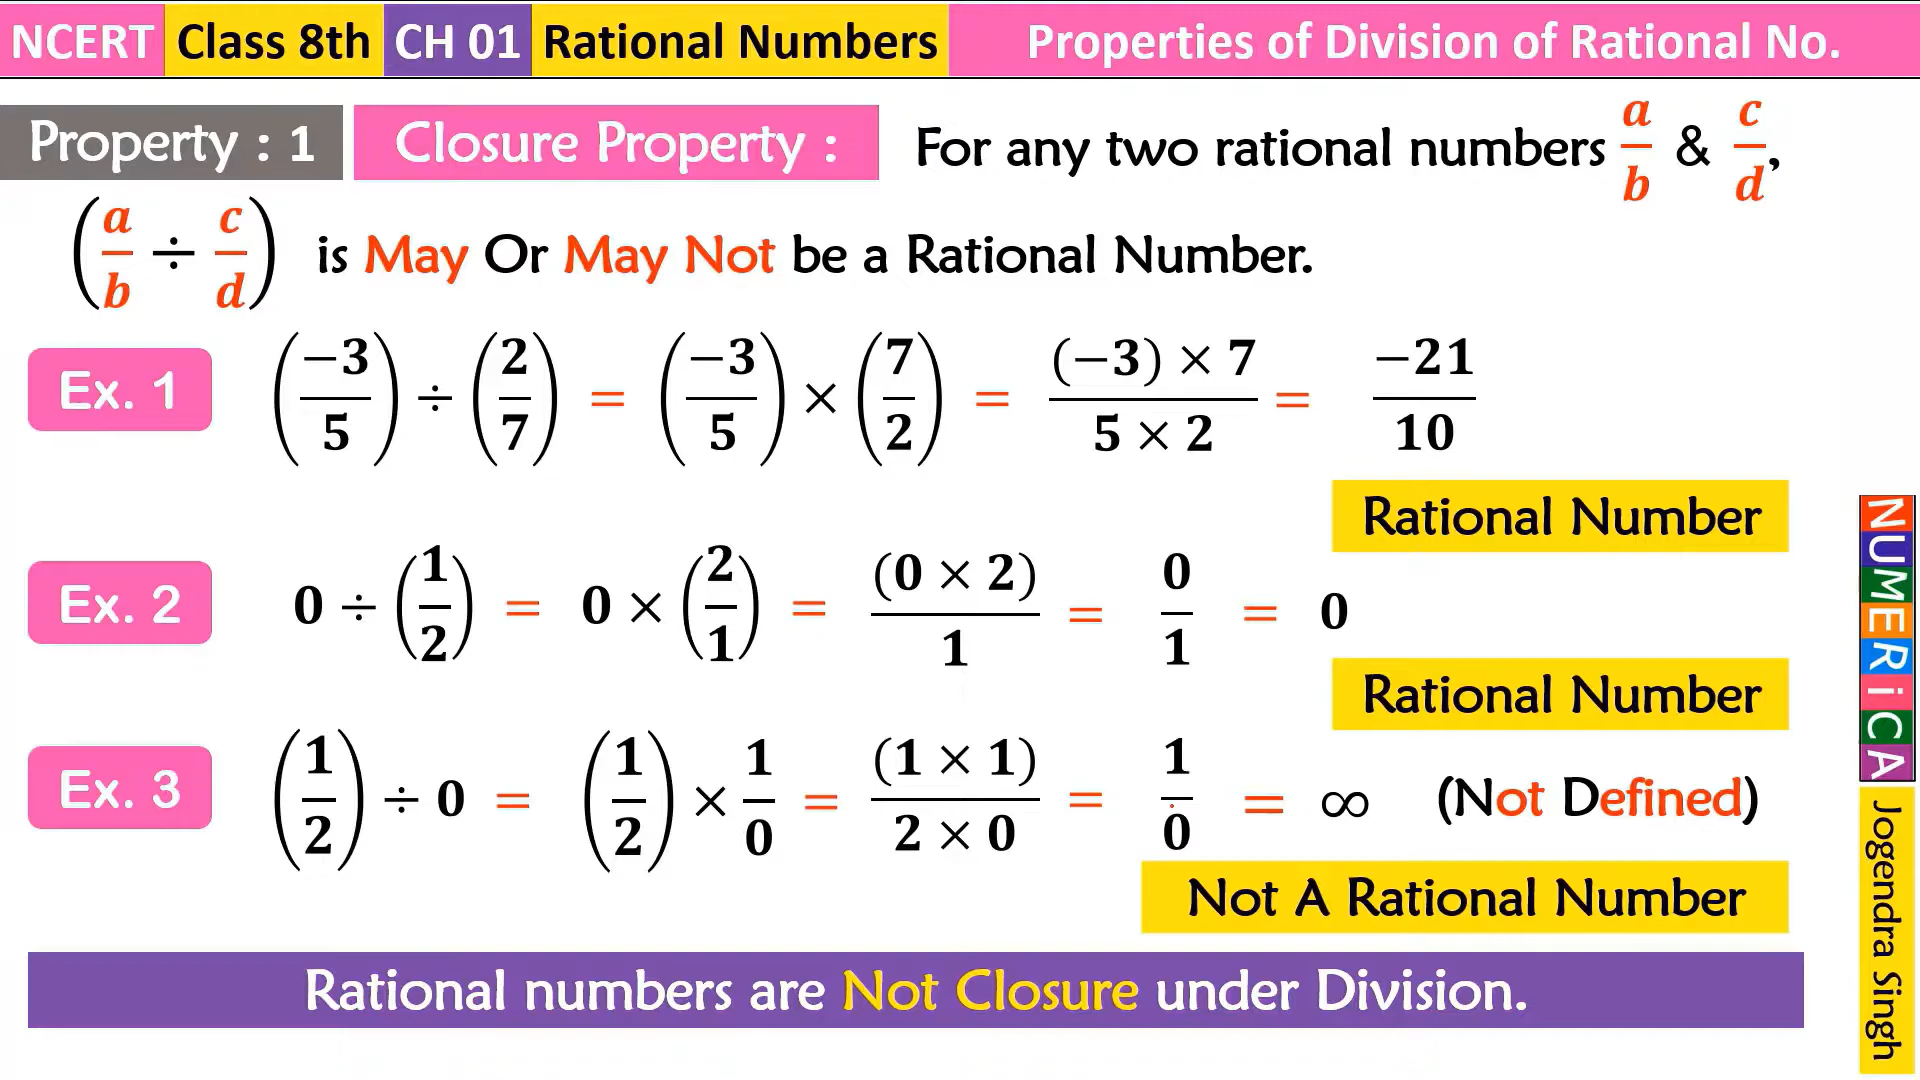 NCERT Class 8th CH 01 Rational Numbers Properties of Division of Rational No.
Property : 1 Closure Property : For any two rational numbers a/b & c/d,
(a/b ÷ c/d) is May Or May Not be a Rational Number.
Ex. 1 (−3/5) ÷ (2/7) = (−3/5) × (7/2) = (−3) × 7 / 5 × 2 = −21/10
Rational Number
Ex. 2 0 ÷ (1/2) = 0 × (2/1) = (0 × 2)/1 = 0/1 = 0
Rational Number
Ex. 3 (1/2) ÷ 0 = (1/2) × 1/0 = (1 × 1) / 2 × 0 = 1/0 = ∞ (Not Defined)
Not A Rational Number
Rational numbers are Not Closure under Division.
NUMERiCA
Jogendra Singh